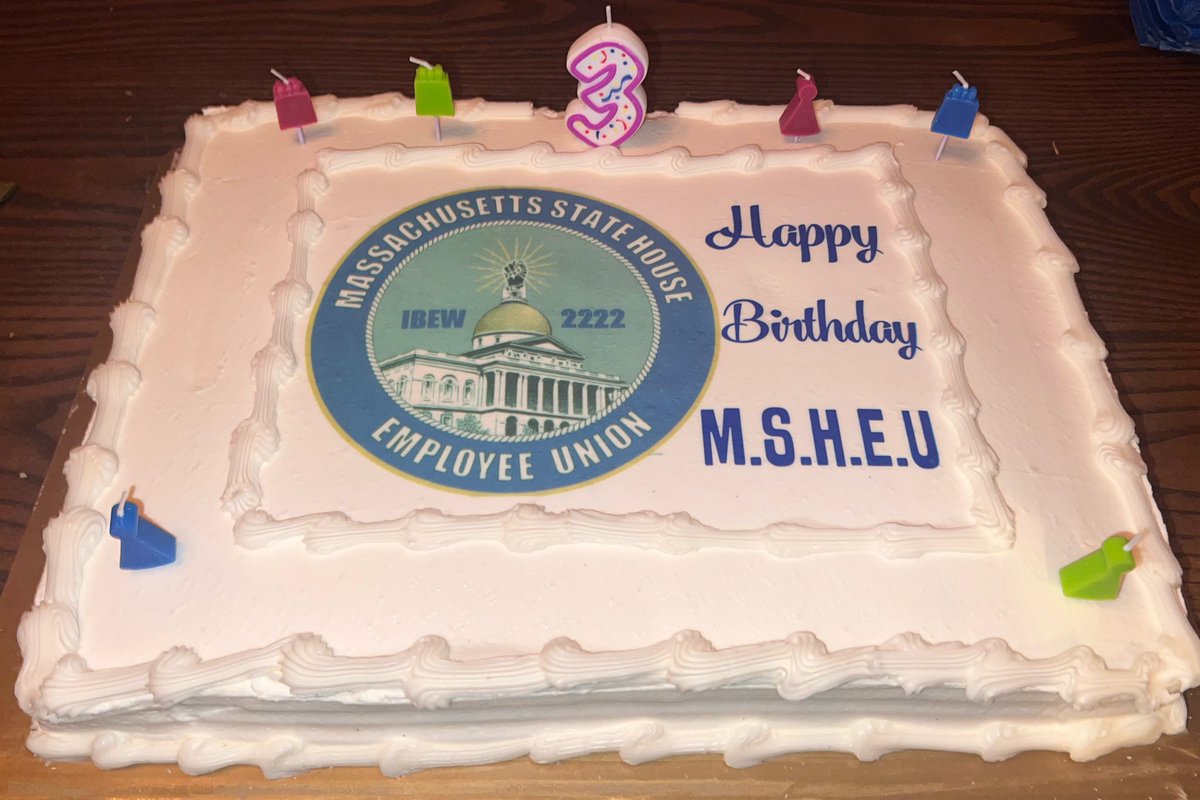 3
MASSACHUSETTS STATE HOUSE
IBEW 2222
EMPLOYEE UNION
Happy
Birthday
M.S.H.E.U